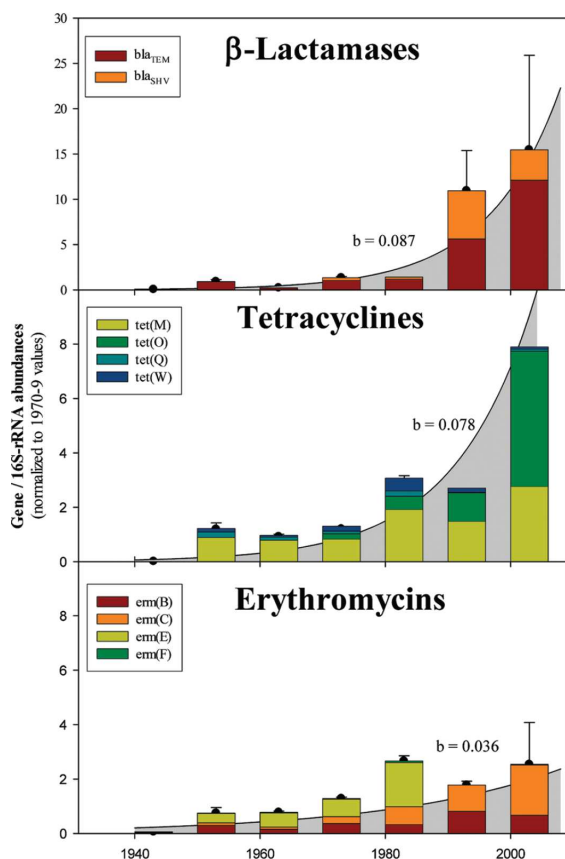 β-Lactamases
bla_TEM
bla_SHV
30
25
20
15
10
5
0
b = 0.087
Tetracyclines
tet(M)
tet(O)
tet(Q)
tet(W)
8
6
4
2
0
b = 0.078
Gene / 16S-rRNA abundances
(normalized to 1970-9 values)
Erythromycins
erm(B)
erm(C)
erm(E)
erm(F)
8
6
4
2
0
b = 0.036
1940 1960 1980 2000